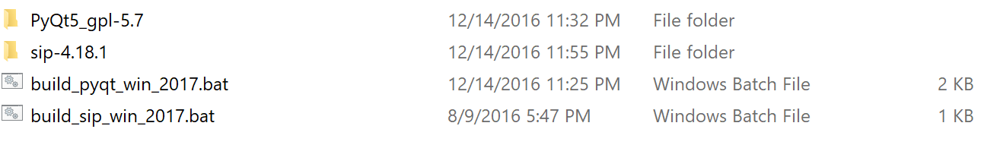 PyQt5_gpl-5.7 12/14/2016 11:32 PM File folder
sip-4.18.1 12/14/2016 11:55 PM File folder
build_pyqt_win_2017.bat 12/14/2016 11:25 PM Windows Batch File 2 KB
build_sip_win_2017.bat 8/9/2016 5:47 PM Windows Batch File 1 KB